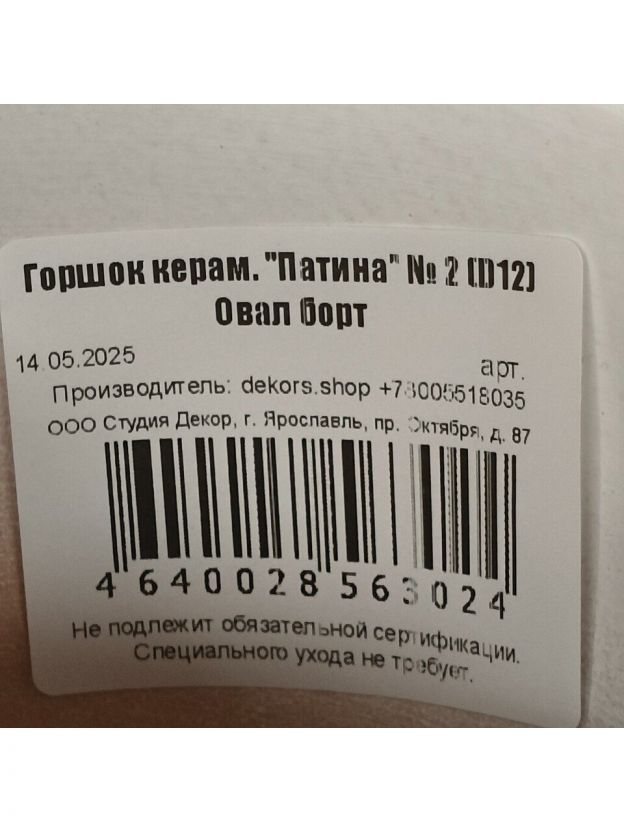 Горшок керам. "Патина" № 2 (D12)
Овал борт
14.05.2025
арт.
Производитель: dekors.shop +78005518035
ООО Студия Декор, г. Ярославль, пр. Октября, д. 87
4640028563024
Не подлежит обязательной сертификации.
Специального ухода не требует.